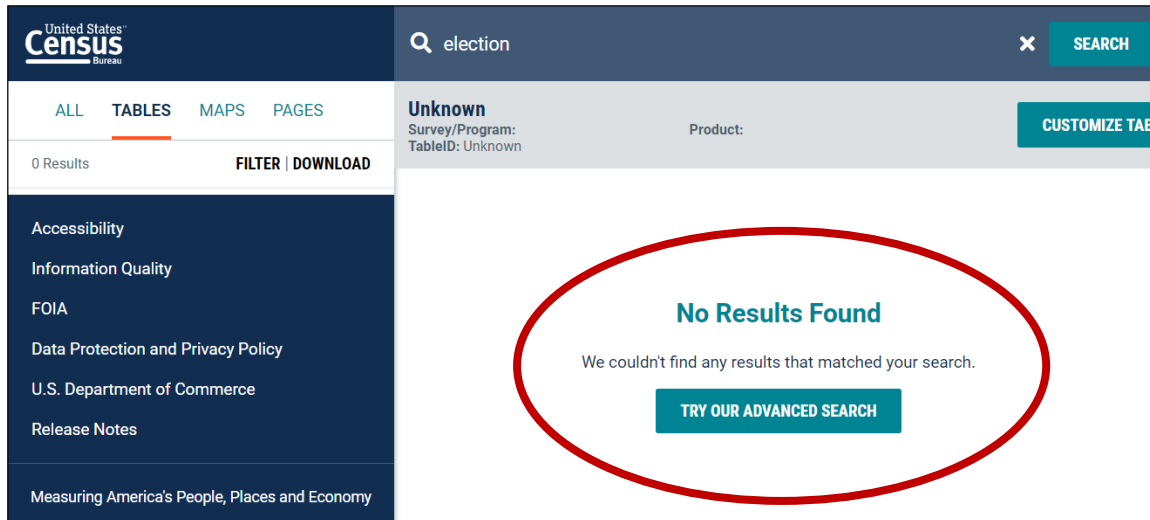 United States™
Census
Bureau
election
SEARCH
ALL TABLES MAPS PAGES
0 Results FILTER | DOWNLOAD
Unknown
Survey/Program: Product:
TableID: Unknown
CUSTOMIZE TAB
Accessibility
Information Quality
FOIA
Data Protection and Privacy Policy
U.S. Department of Commerce
Release Notes
Measuring America's People, Places and Economy
No Results Found
We couldn't find any results that matched your search.
TRY OUR ADVANCED SEARCH